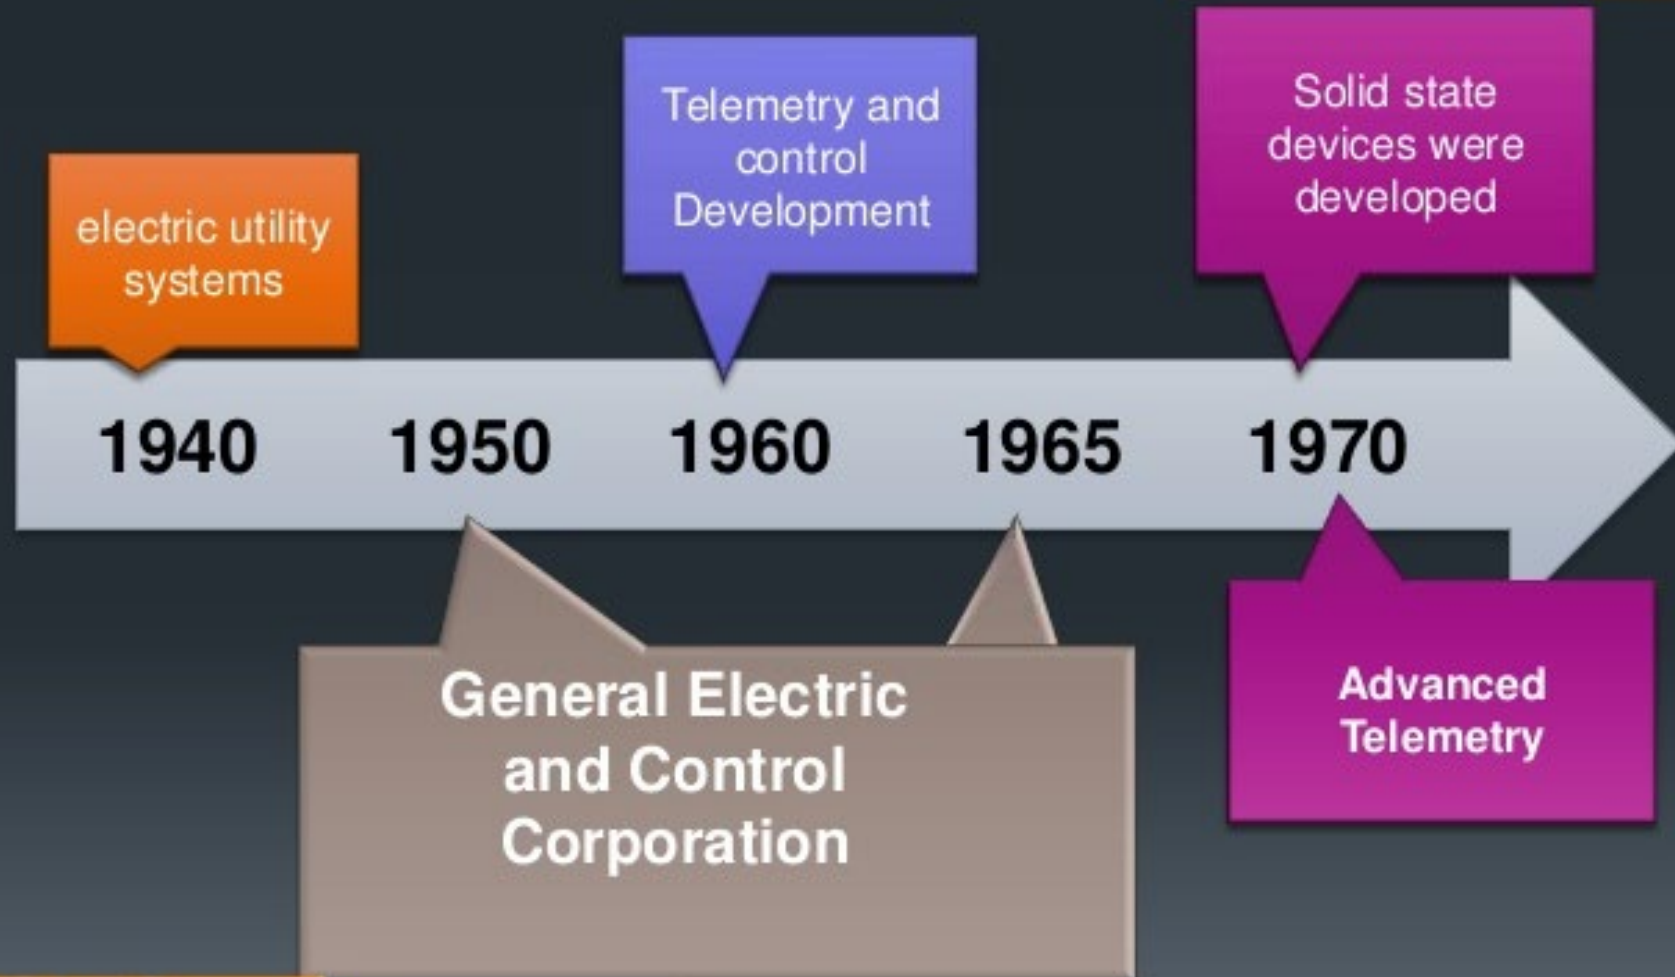 electric utility
systems
Telemetry and
control
Development
Solid state
devices were
developed
1940
1950
1960
1965
1970
General Electric
and Control
Corporation
Advanced
Telemetry